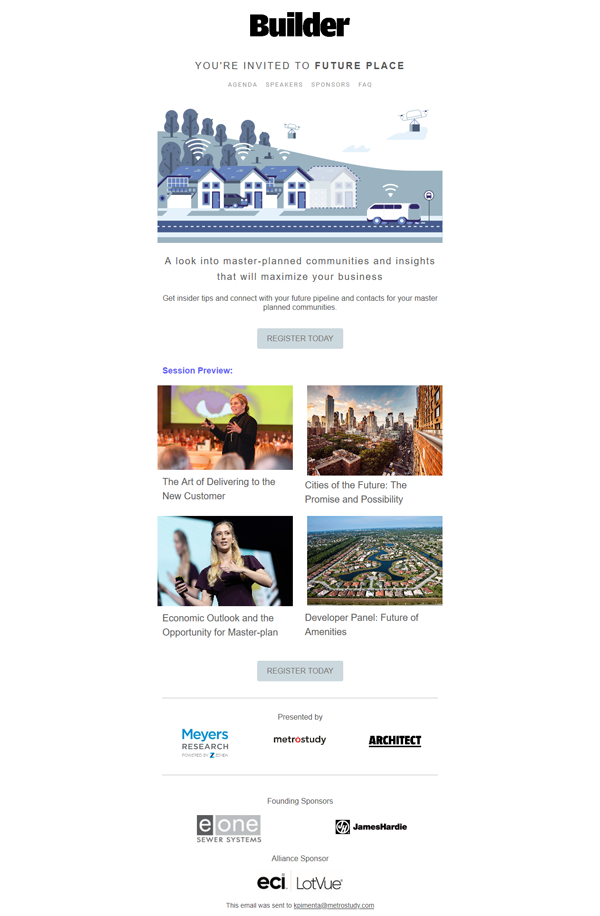 Builder
YOU'RE INVITED TO FUTURE PLACE
AGENDA SPEAKERS SPONSORS FAQ
A look into master-planned communities and insights
that will maximize your business
Get insider tips and connect with your future pipeline and contacts for your master
planned communities.
REGISTER TODAY
Session Preview:
The Art of Delivering to the
New Customer
Cities of the Future: The
Promise and Possibility
Economic Outlook and the
Opportunity for Master-plan
Developer Panel: Future of
Amenities
REGISTER TODAY
Presented by
Meyers
RESEARCH
POWERED BY ZONDA
metrostudy
ARCHITECT
Founding Sponsors
eone
SEWER SYSTEMS
JH JamesHardie
Alliance Sponsor
eci LotVue
This email was sent to kpimenta@metrostudy.com